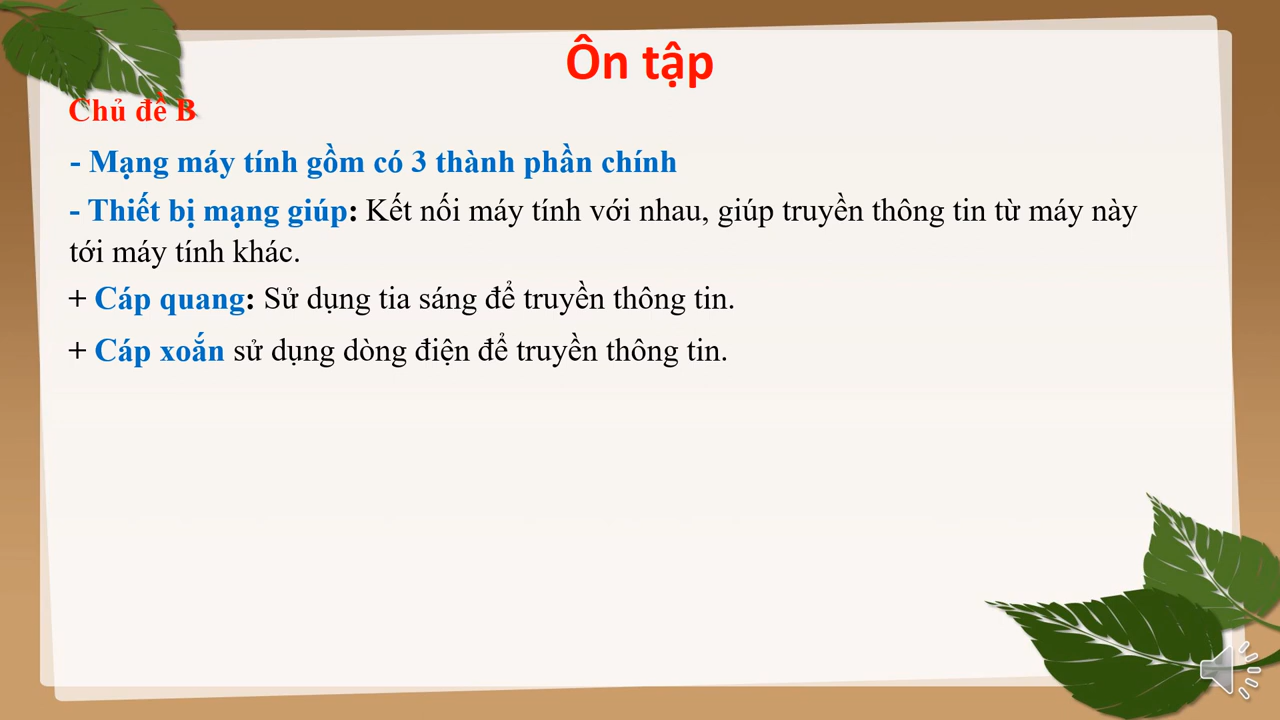 Ôn tập
Chủ đề B
- Mạng máy tính gồm có 3 thành phần chính
- Thiết bị mạng giúp: Kết nối máy tính với nhau, giúp truyền thông tin từ máy này
tới máy tính khác.
+ Cáp quang: Sử dụng tia sáng để truyền thông tin.
+ Cáp xoắn sử dụng dòng điện để truyền thông tin.